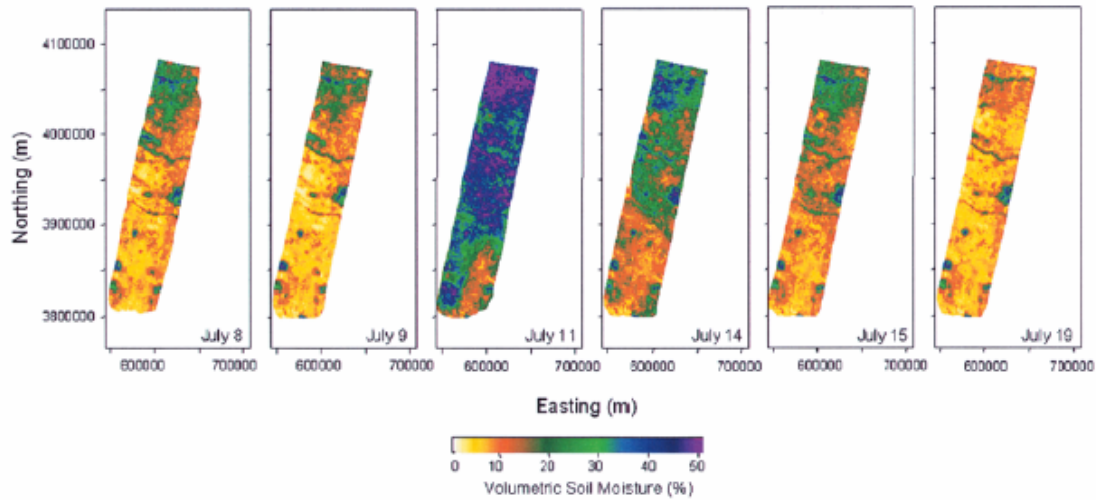 4100000
4000000
3900000
3800000
Northing (m)
July 8
July 9
July 11
July 14
July 15
July 19
600000 700000 600000 700000 600000 700000 600000 700000 600000 700000 600000 700000
Easting (m)
0 10 20 30 40 50
Volumetric Soil Moisture (%)